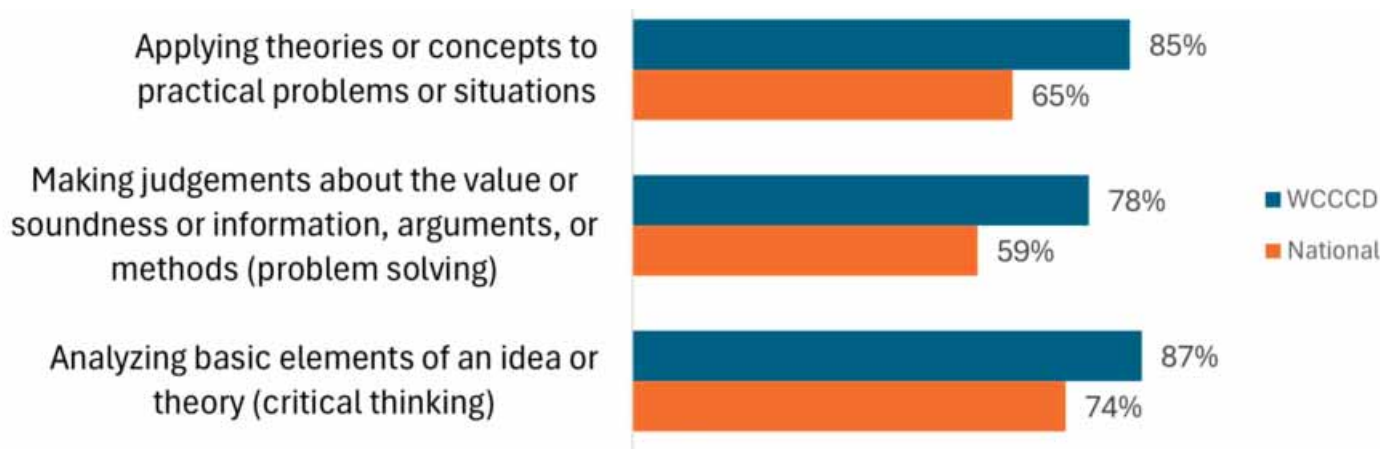 Applying theories or concepts to
practical problems or situations
85%
65%
Making judgements about the value or
soundness or information, arguments, or
methods (problem solving)
78%
59%
WCCCD
National
Analyzing basic elements of an idea or
theory (critical thinking)
87%
74%